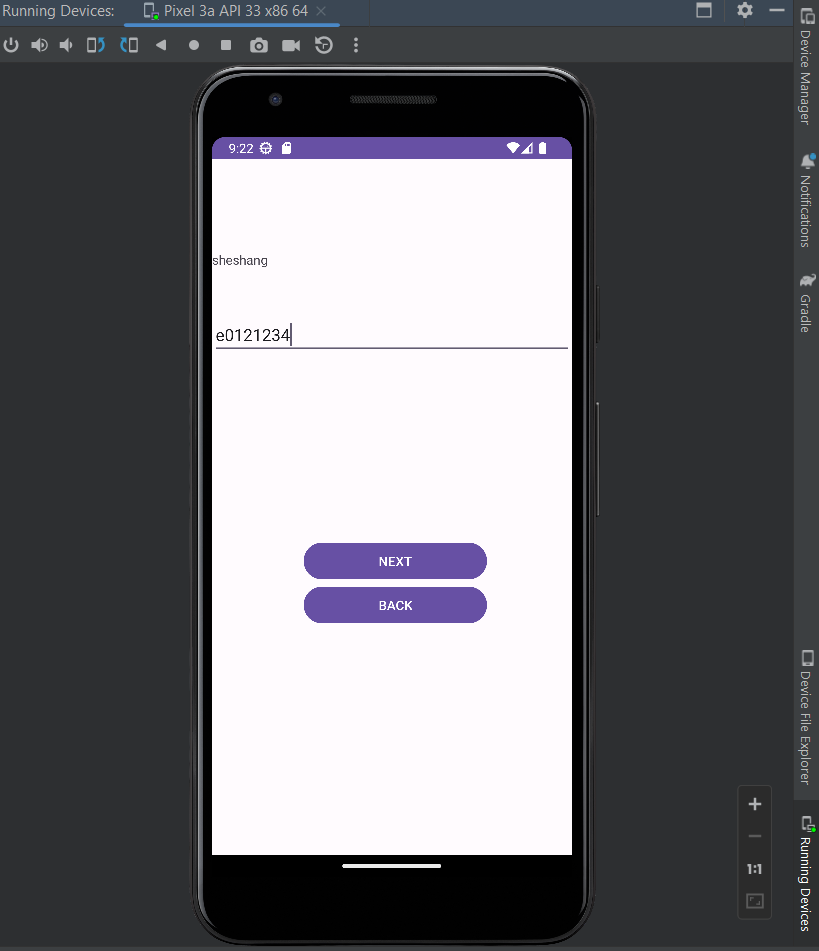 Running Devices: Pixel 3a API 33 x86 64
9:22
sheshang
e0121234
NEXT
BACK
1:1
Device Manager
Notifications
Gradle
Device File Explorer
Running Devices